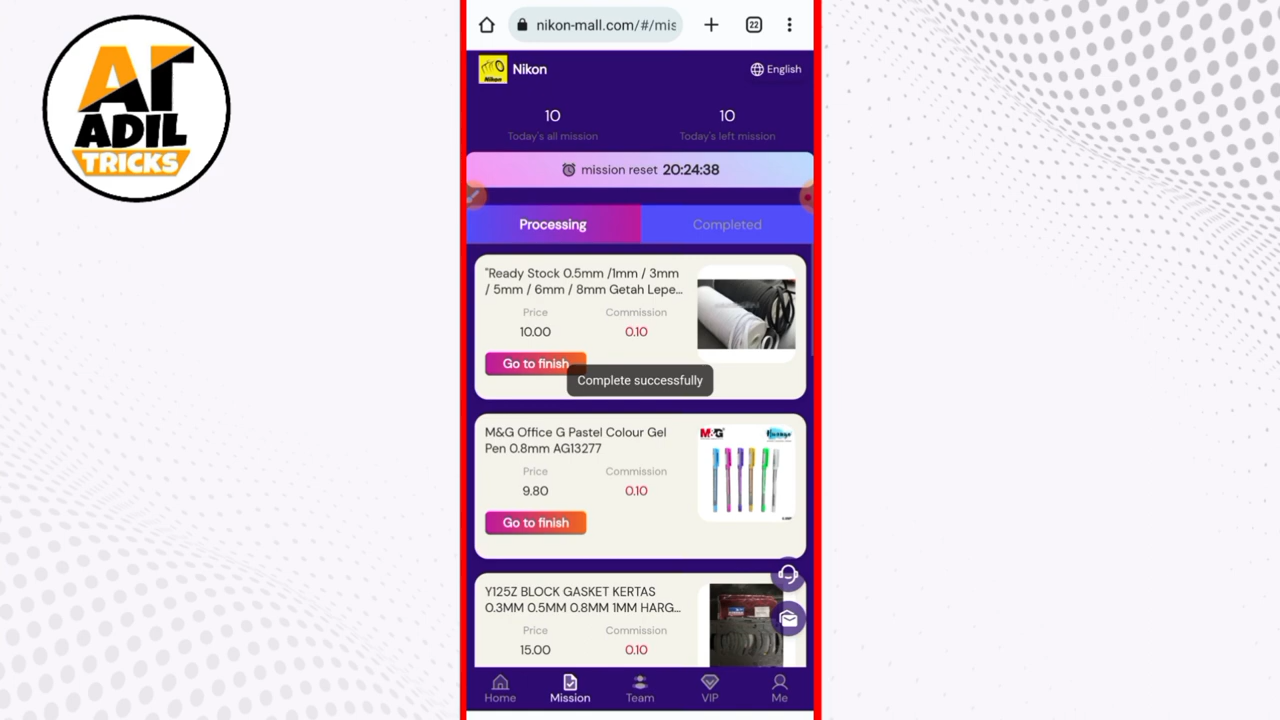 AT
ADIL
TRICKS
nikon-mall.com/#/mis
22
Nikon
Nikon
English
10
10
Today's all mission
Today's left mission
mission reset 20:24:38
Processing
Completed
"Ready Stock 0.5mm /1mm / 3mm
/ 5mm / 6mm / 8mm Getah Lepe...
Price
Commission
10.00
0.10
Go to finish
Complete successfully
M&G Office G Pastel Colour Gel
Pen 0.8mm AG13277
M&G
Price
Commission
9.80
0.10
Go to finish
Y125Z BLOCK GASKET KERTAS
0.3MM 0.5MM 0.8MM 1MM HARG...
Price
Commission
15.00
0.10
Home
Mission
Team
VIP
Me